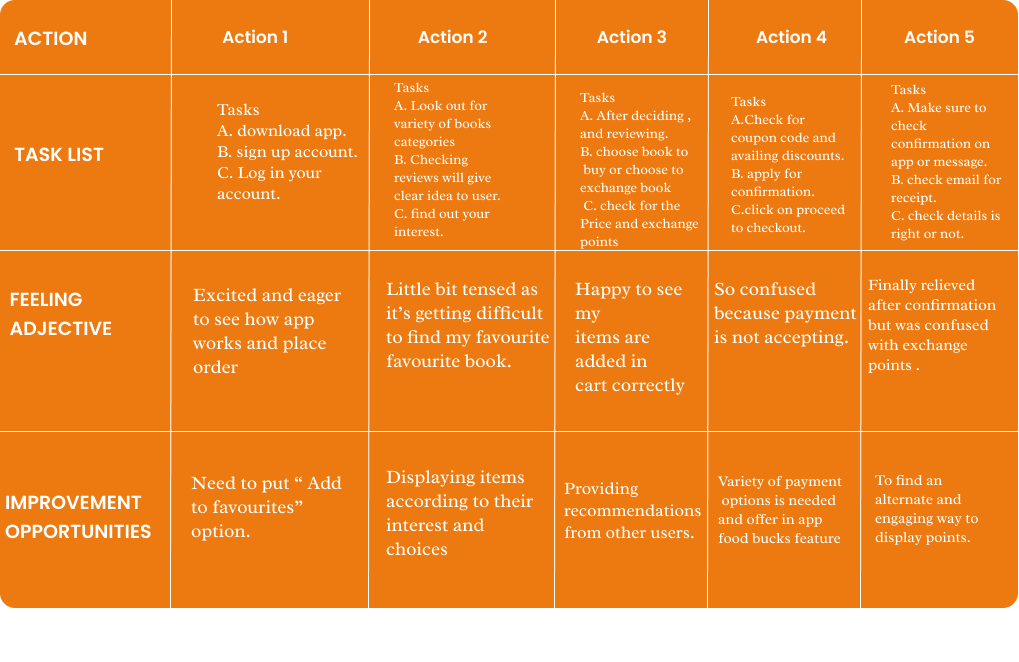 ACTION
Action 1
Action 2
Action 3
Action 4
Action 5
TASK LIST
Tasks
A. download app.
B. sign up account.
C. Log in your
account.
Tasks
A. Look out for
variety of books
categories
B. Checking
reviews will give
clear idea to user.
C. find out your
interest.
Tasks
A. After deciding ,
and reviewing.
B. choose book to
buy or choose to
exchange book
C. check for the
Price and exchange
points
Tasks
A.Check for
coupon code and
availing discounts.
B. apply for
confirmation.
C.click on proceed
to checkout.
Tasks
A. Make sure to
check
confirmation on
app or message.
B. check email for
receipt.
C. check details is
right or not.
FEELING
ADJECTIVE
Excited and eager
to see how app
works and place
order
Little bit tensed as
it’s getting difficult
to find my favourite
favourite book.
Happy to see
my
items are
added in
cart correctly
So confused
because payment
is not accepting.
Finally relieved
after confirmation
but was confused
with exchange
points .
IMPROVEMENT
OPPORTUNITIES
Need to put “ Add
to favourites”
option.
Displaying items
according to their
interest and
choices
Providing
recommendations
from other users.
Variety of payment
options is needed
and offer in app
food bucks feature
To find an
alternate and
engaging way to
display points.